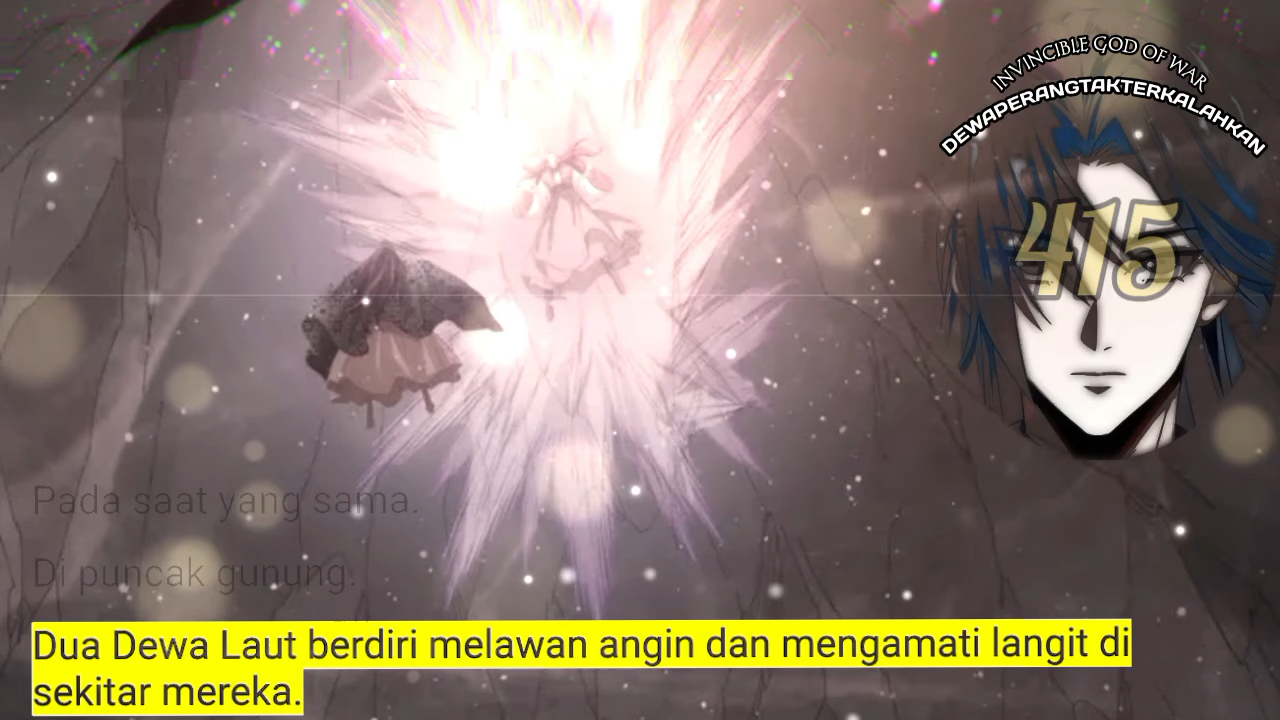 INVINCIBLE GOD OF WAR
DEWAPERANGTAKTERKALAHKAN
415
Pada saat yang sama.
Di puncak gunung.
Dua Dewa Laut berdiri melawan angin dan mengamati langit di
sekitar mereka.